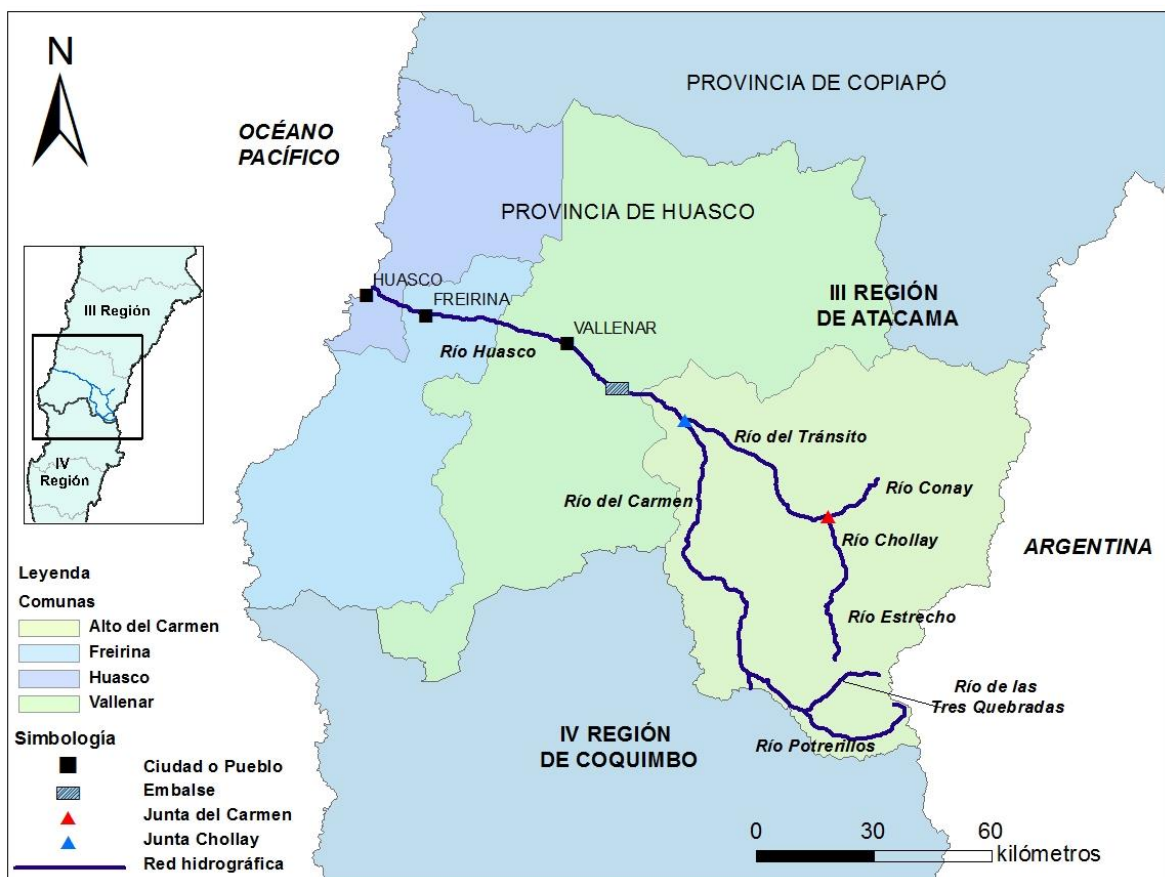 N
PROVINCIA DE COPIAPÓ
OCÉANO
PACÍFICO
PROVINCIA DE HUASCO
HUASCO
FREIRINA
III REGIÓN
DE ATACAMA
VALLENAR
Río Huasco
III Región
IV
Región
Río del Tránsito
Río del Carmen
Río Conay
Río Chollay
ARGENTINA
Río Estrecho
Río de las
Tres Quebradas
Río Potrerillos
IV REGIÓN
DE COQUIMBO
Leyenda
Comunas
Alto del Carmen
Freirina
Huasco
Vallenar
Simbología
Ciudad o Pueblo
Embalse
Junta del Carmen
Junta Chollay
Red hidrográfica
0 30 60
kilómetros